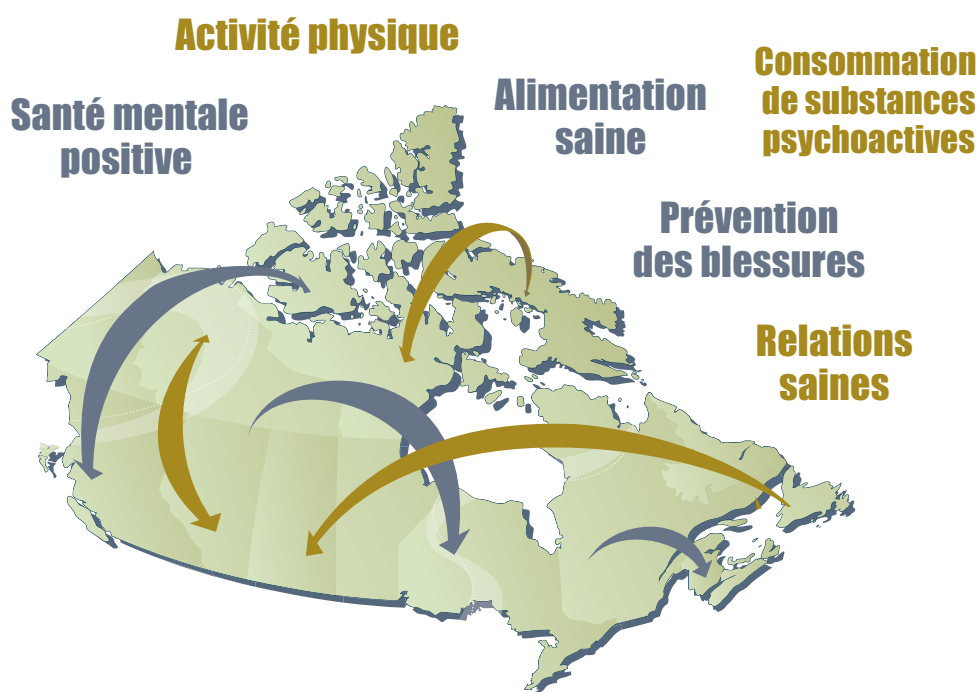 Activité physique
Consommation
de substances
psychoactives
Santé mentale
positive
Alimentation
saine
Prévention
des blessures
Relations
saines